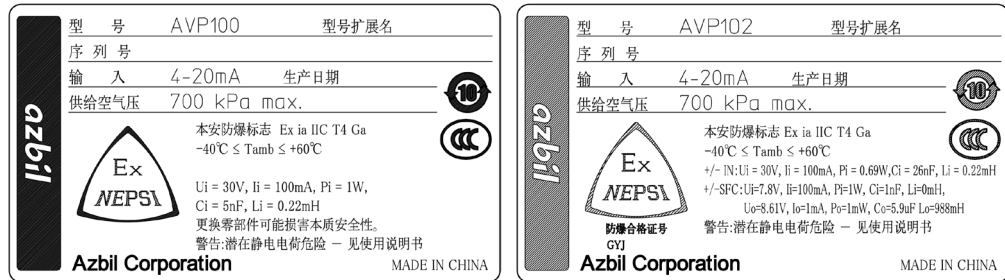 型 号 AVP100 型号扩展名
序 列 号
输 入 4-20mA 生产日期
供给空气压 700 kPa max.
10
azbil
本安防爆标志 Ex ia IIC T4 Ga
-40℃ ≤ Tamb ≤ +60℃
Ex
NEPSI
Ui = 30V, Ii = 100mA, Pi = 1W,
Ci = 5nF, Li = 0.22mH
更换零部件可能损害本质安全性。
警告:潜在静电电荷危险 - 见使用说明书
CCC
Azbil Corporation MADE IN CHINA
型 号 AVP102 型号扩展名
序 列 号
输 入 4-20mA 生产日期
供给空气压 700 kPa max.
10
azbil
本安防爆标志 Ex ia IIC T4 Ga
-40℃ ≤ Tamb ≤ +60℃
Ex
NEPSI
+/- IN:Ui = 30V, Ii = 100mA, Pi = 0.69W,Ci = 26nF, Li = 0.22mH
+/-SFC:Ui=7.8V, Ii=100mA, Pi=1W, Ci=1nF, Li=0mH,
Uo=8.61V, Io=1mA, Po=1mW, Co=5.9uF Lo=988mH
防爆合格证号
GYJ
警告:潜在静电电荷危险 - 见使用说明书
CCC
Azbil Corporation MADE IN CHINA